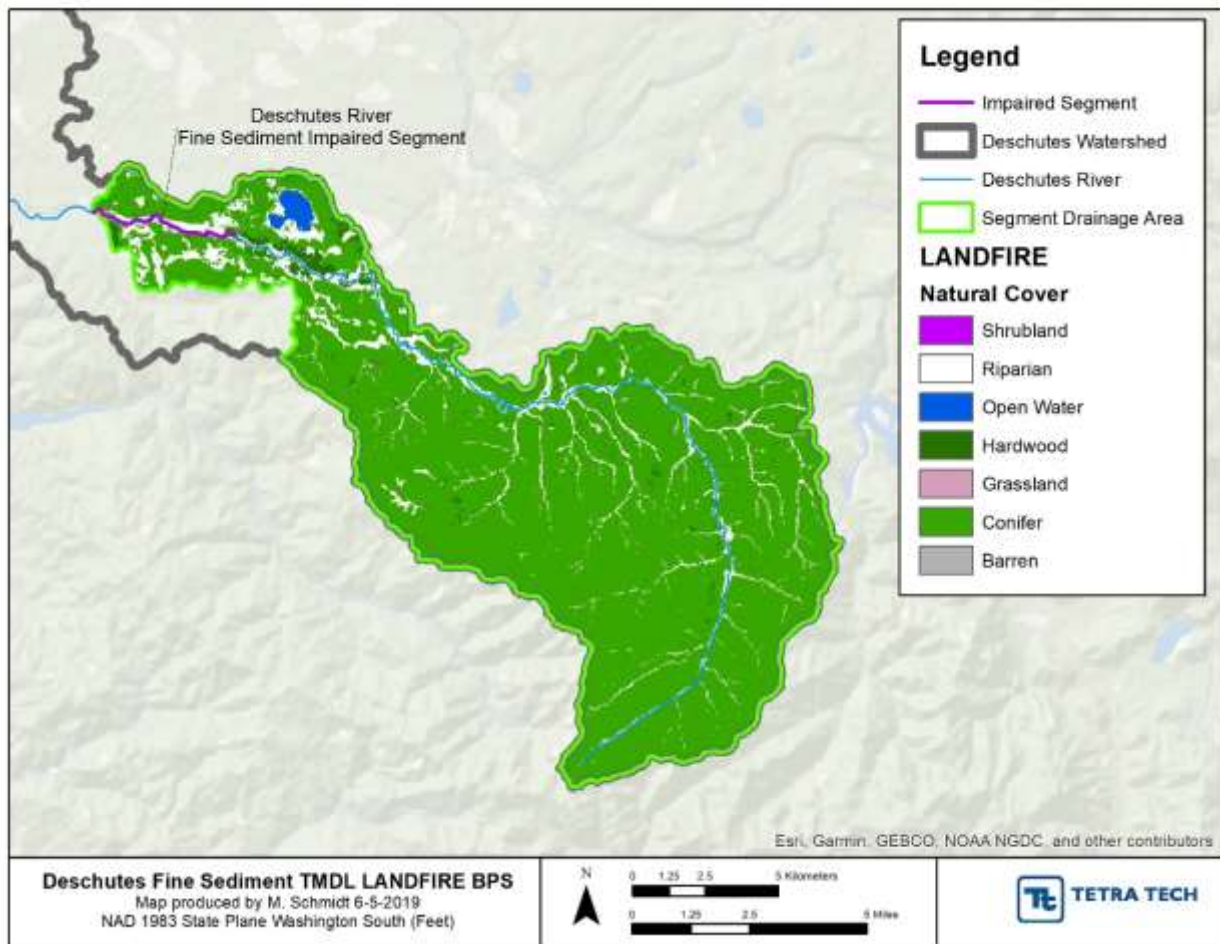 Deschutes River
Fine Sediment Impaired Segment
Legend
Impaired Segment
Deschutes Watershed
Deschutes River
Segment Drainage Area
LANDFIRE
Natural Cover
Shrubland
Riparian
Open Water
Hardwood
Grassland
Conifer
Barren
Esri, Garmin, GEBCO, NOAA NGDC, and other contributors
Deschutes Fine Sediment TMDL LANDFIRE BPS
Map produced by M. Schmidt 6-5-2019
NAD 1983 State Plane Washington South (Feet)
N
0 1.25 2.5 5 Kilometers
0 1.25 2.5 5 Miles
Tt TETRA TECH